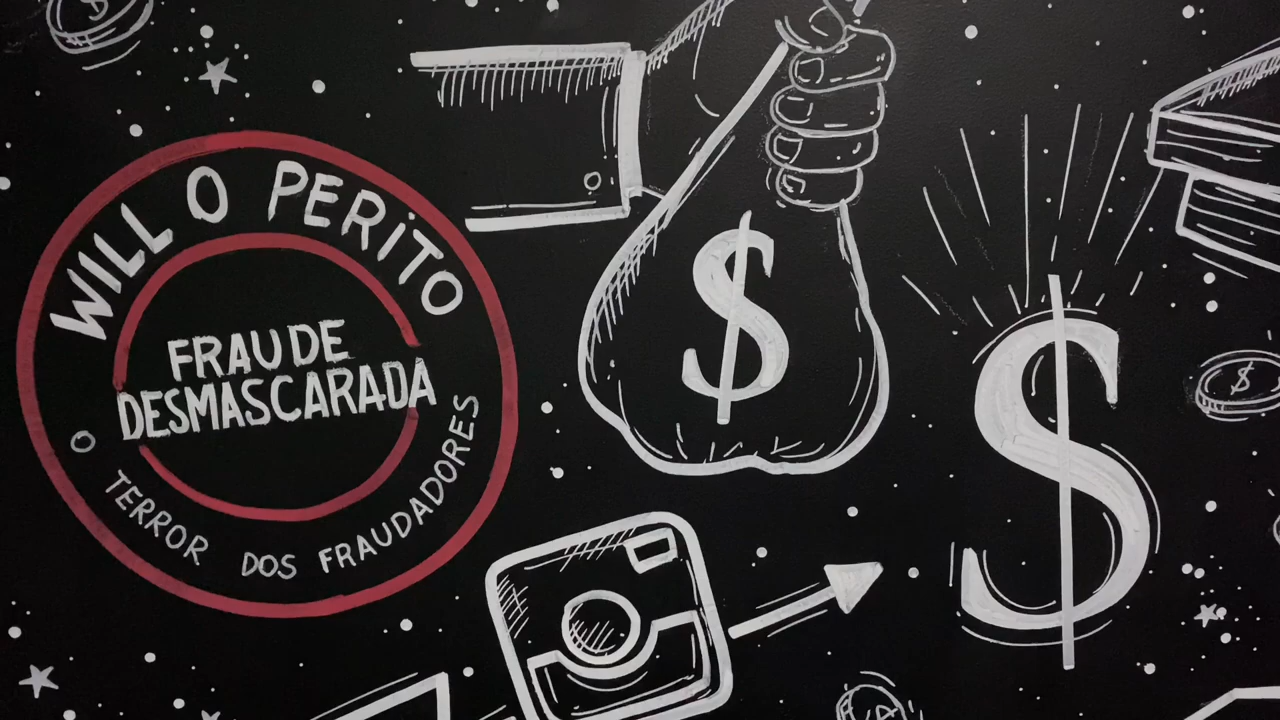 WILL O PERITO
FRAUDE
DESMASCARADA
O TERROR DOS FRAUDADORES
$
$
$